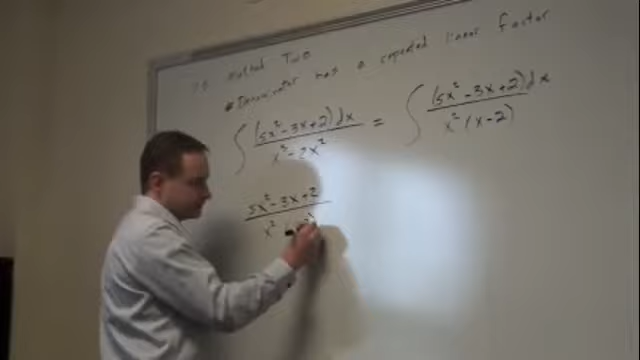 Method Two
* Denominator has a repeated linear factor
∫ (5x² - 3x + 2) dx / x³ - 2x² = ∫ (5x² - 3x + 2) dx / x² (x - 2)
5x² - 3x + 2 / x²